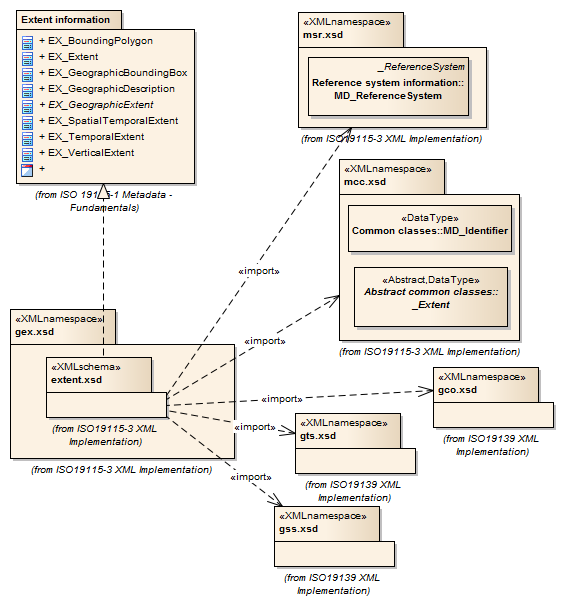 Extent information
+ EX_BoundingPolygon
+ EX_Extent
+ EX_GeographicBoundingBox
+ EX_GeographicDescription
+ EX_GeographicExtent
+ EX_SpatialTemporalExtent
+ EX_TemporalExtent
+ EX_VerticalExtent
+
(from ISO 19115-1 Metadata -
Fundamentals)
«XMLnamespace»
msr.xsd
_ReferenceSystem
Reference system information::
MD_ReferenceSystem
(from ISO19115-3 XML Implementation)
«XMLnamespace»
mcc.xsd
«DataType»
Common classes::MD_Identifier
«Abstract,DataType»
Abstract common classes::
_Extent
(from ISO19115-3 XML Implementation)
«import»
«import»
«import»
«import»
«import»
«XMLnamespace»
gex.xsd
«XMLschema»
extent.xsd
(from ISO19115-3 XML
Implementation)
(from ISO19115-3 XML Implementation)
«XMLnamespace»
gco.xsd
(from ISO19139 XML
Implementation)
«XMLnamespace»
gts.xsd
(from ISO19139 XML
Implementation)
«XMLnamespace»
gss.xsd
(from ISO19139 XML
Implementation)